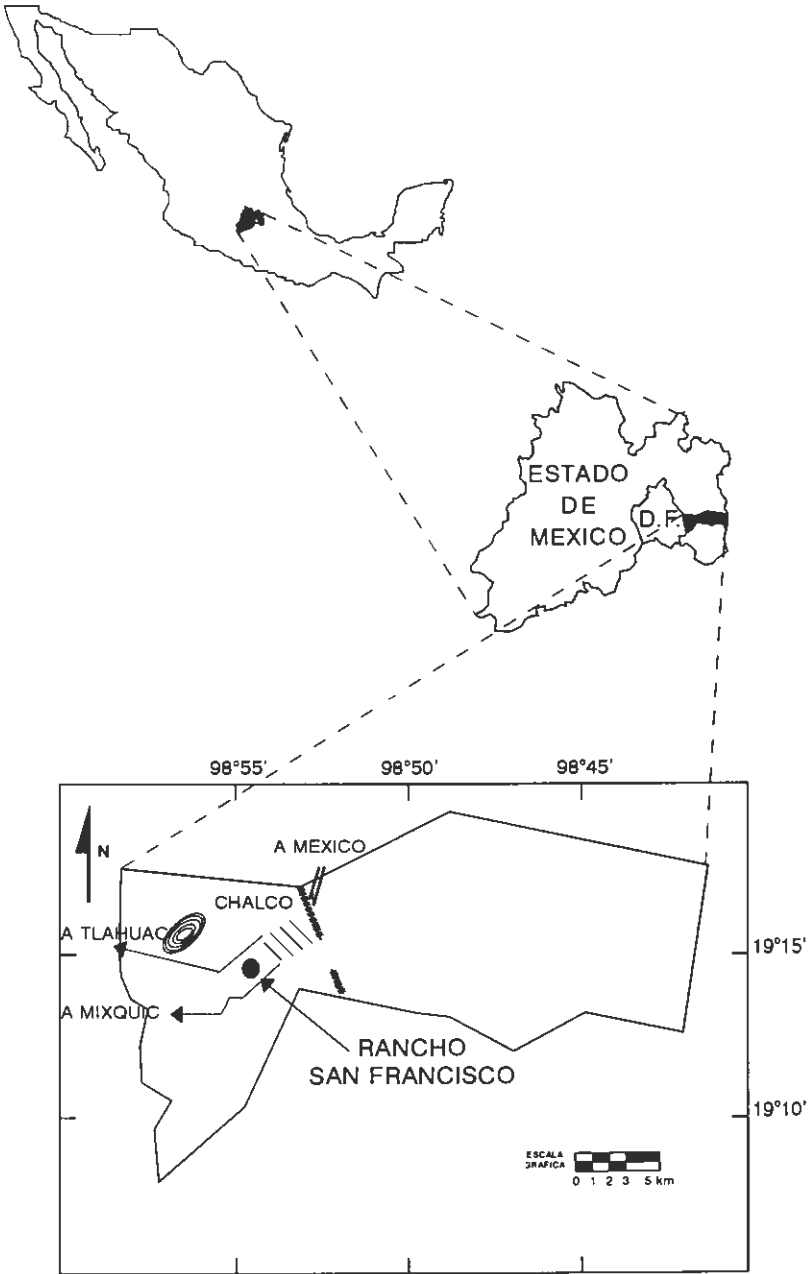 ESTADO
DE
MEXICO
D.F.
98°55' 98°50' 98°45'
N
A MEXICO
CHALCO
A TLAHUAC
19°15'
A MIXQUIC
RANCHO
SAN FRANCISCO
19°10'
ESCALA
GRAFICA
0 1 2 3 5 km